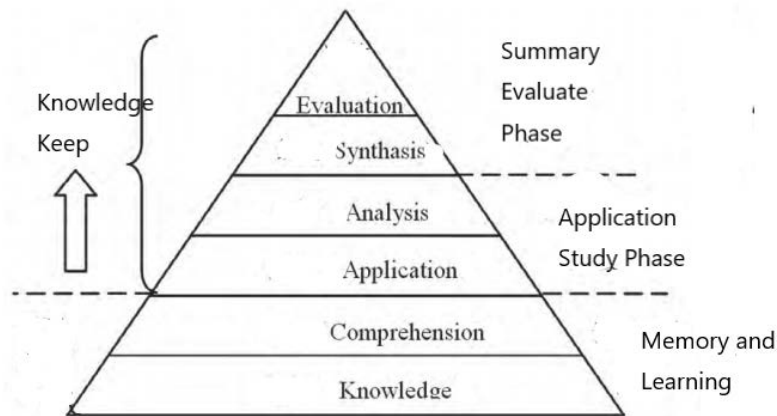 Summary
Evaluate
Phase
Knowledge
Keep
Evaluation
Synthasis
Analysis
Application
Application
Study Phase
Comprehension
Memory and
Learning
Knowledge